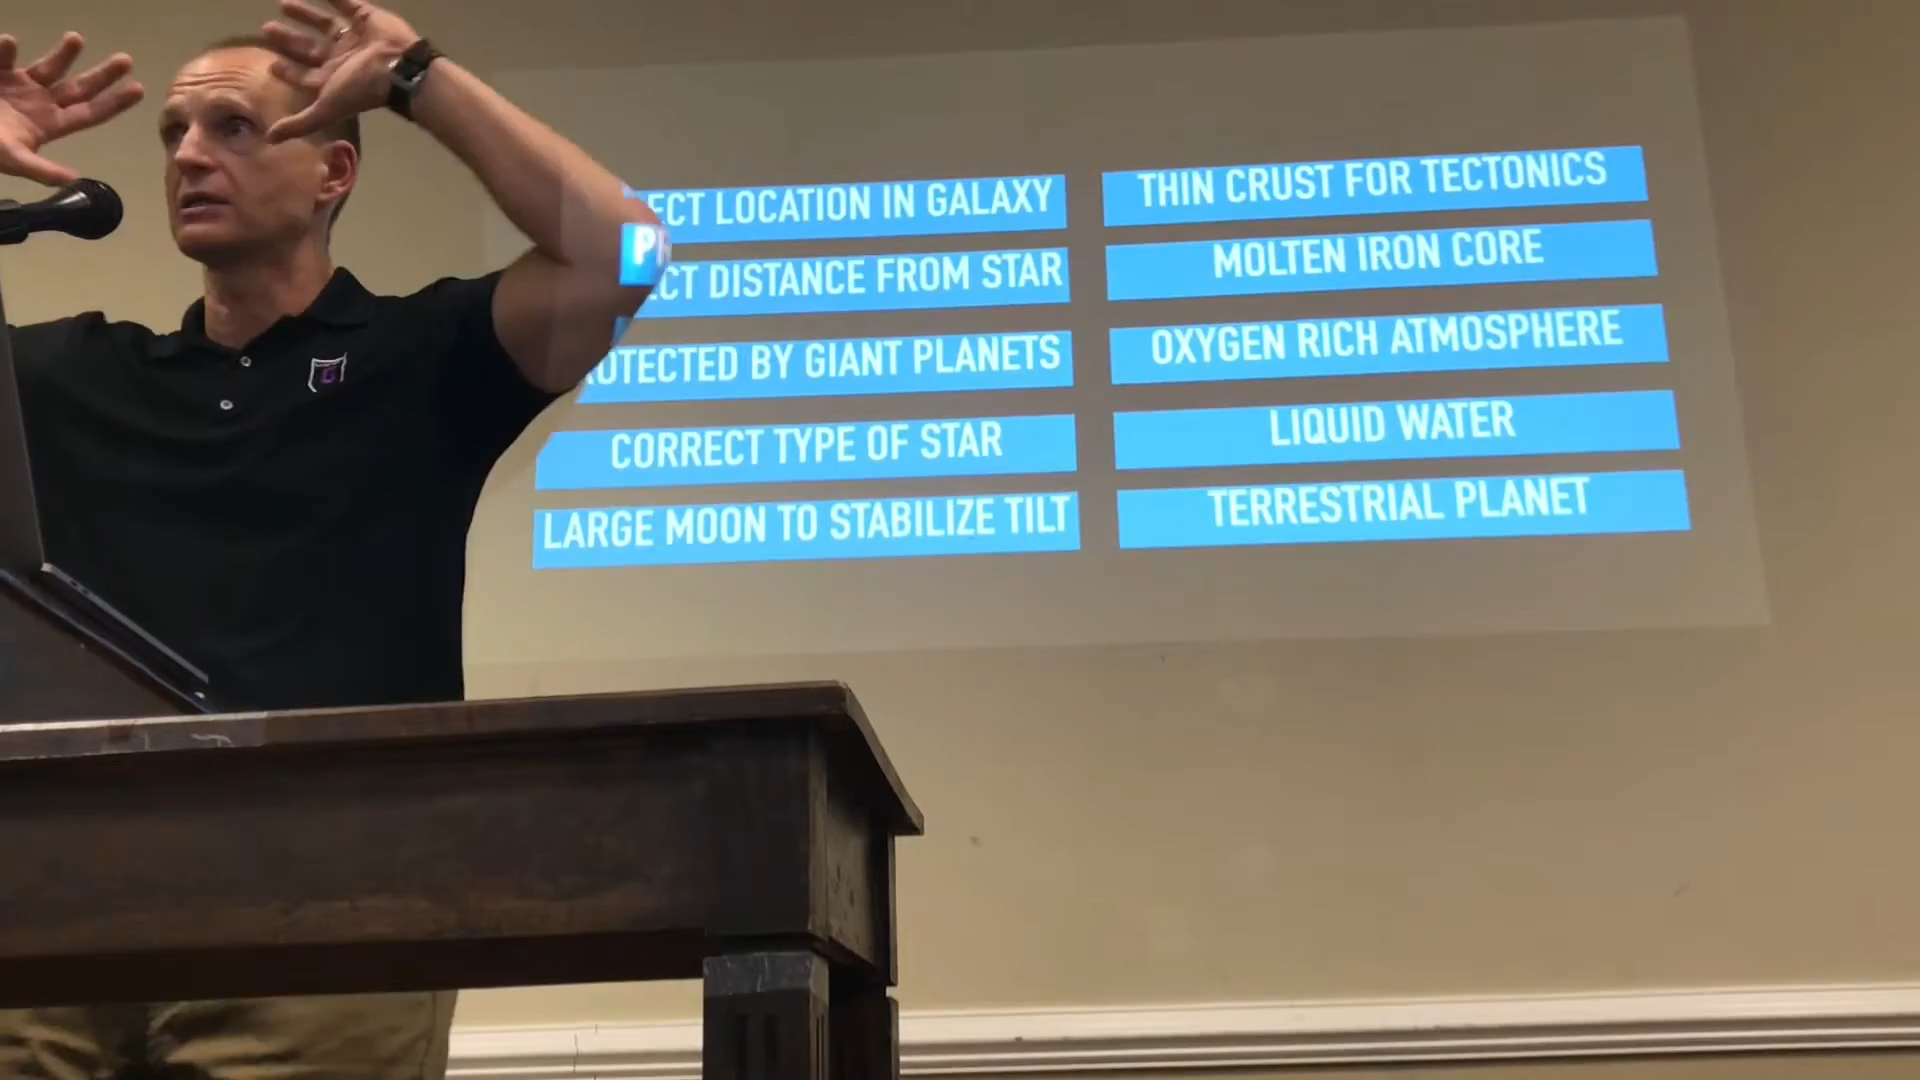 LOCATION IN GALAXY
DISTANCE FROM STAR
BY GIANT PLANETS
CORRECT TYPE OF STAR
LARGE MOON TO STABILIZE TILT
THIN CRUST FOR TECTONICS
MOLTEN IRON CORE
OXYGEN RICH ATMOSPHERE
LIQUID WATER
TERRESTRIAL PLANET